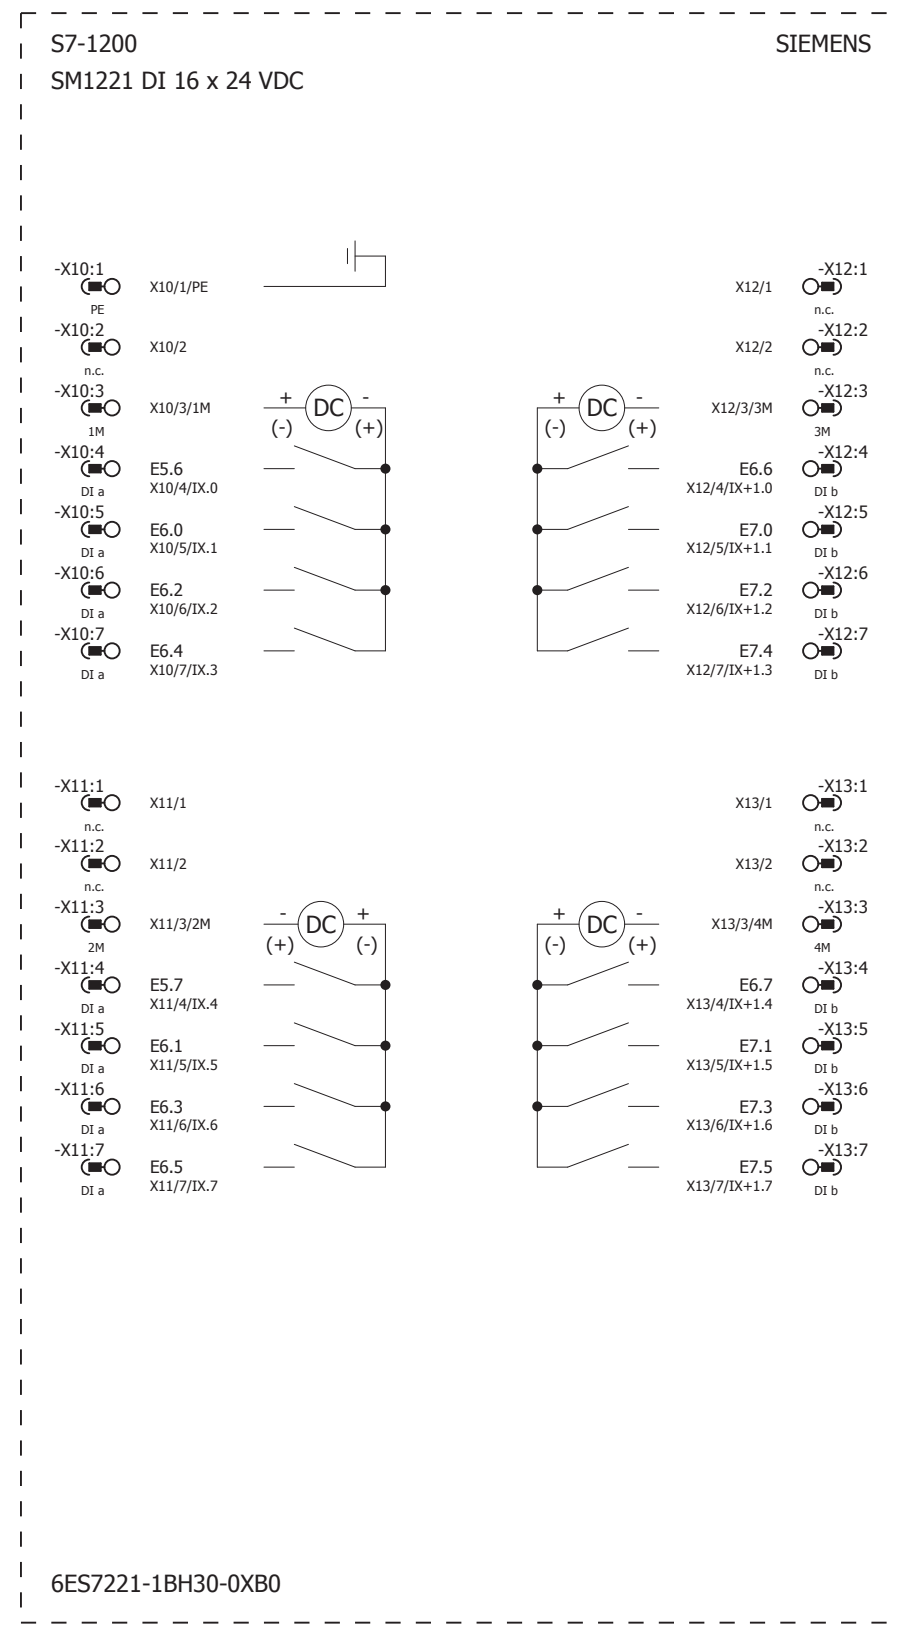 S7-1200 SIEMENS
SM1221 DI 16 x 24 VDC
-X10:1
X10/1/PE
PE
-X10:2
X10/2
n.c.
-X10:3
X10/3/1M
+ DC -
(-) (+)
1M
-X10:4
E5.6
X10/4/IX.0
DI a
-X10:5
E6.0
X10/5/IX.1
DI a
-X10:6
E6.2
X10/6/IX.2
DI a
-X10:7
E6.4
X10/7/IX.3
DI a
-X12:1
X12/1
n.c.
-X12:2
X12/2
n.c.
-X12:3
+ DC -
(-) (+)
X12/3/3M
3M
-X12:4
E6.6
X12/4/IX+1.0
DI b
-X12:5
E7.0
X12/5/IX+1.1
DI b
-X12:6
E7.2
X12/6/IX+1.2
DI b
-X12:7
E7.4
X12/7/IX+1.3
DI b
-X11:1
X11/1
n.c.
-X11:2
X11/2
n.c.
-X11:3
X11/3/2M
- DC +
(+) (-)
2M
-X11:4
E5.7
X11/4/IX.4
DI a
-X11:5
E6.1
X11/5/IX.5
DI a
-X11:6
E6.3
X11/6/IX.6
DI a
-X11:7
E6.5
X11/7/IX.7
DI a
-X13:1
X13/1
n.c.
-X13:2
X13/2
n.c.
-X13:3
+ DC -
(-) (+)
X13/3/4M
4M
-X13:4
E6.7
X13/4/IX+1.4
DI b
-X13:5
E7.1
X13/5/IX+1.5
DI b
-X13:6
E7.3
X13/6/IX+1.6
DI b
-X13:7
E7.5
X13/7/IX+1.7
DI b
6ES7221-1BH30-0XB0